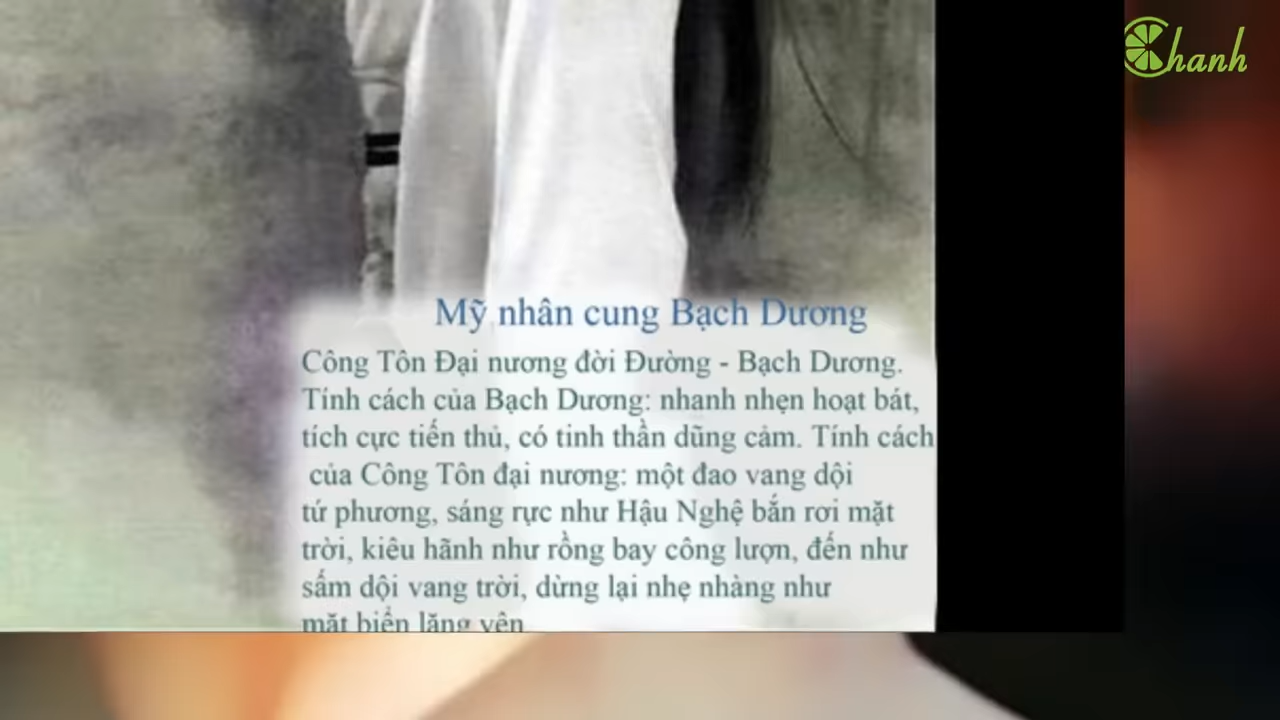 Chanh
Mỹ nhân cung Bạch Dương
Công Tôn Đại nương đời Đường - Bạch Dương.
Tính cách của Bạch Dương: nhanh nhẹn hoạt bát,
tích cực tiến thủ, có tinh thần dũng cảm. Tính cách
của Công Tôn đại nương: một đao vang dội
tứ phương, sáng rực như Hậu Nghệ bắn rơi mặt
trời, kiêu hãnh như rồng bay công lượn, đến như
sấm dội vang trời, dừng lại nhẹ nhàng như
mặt biển lặng yên